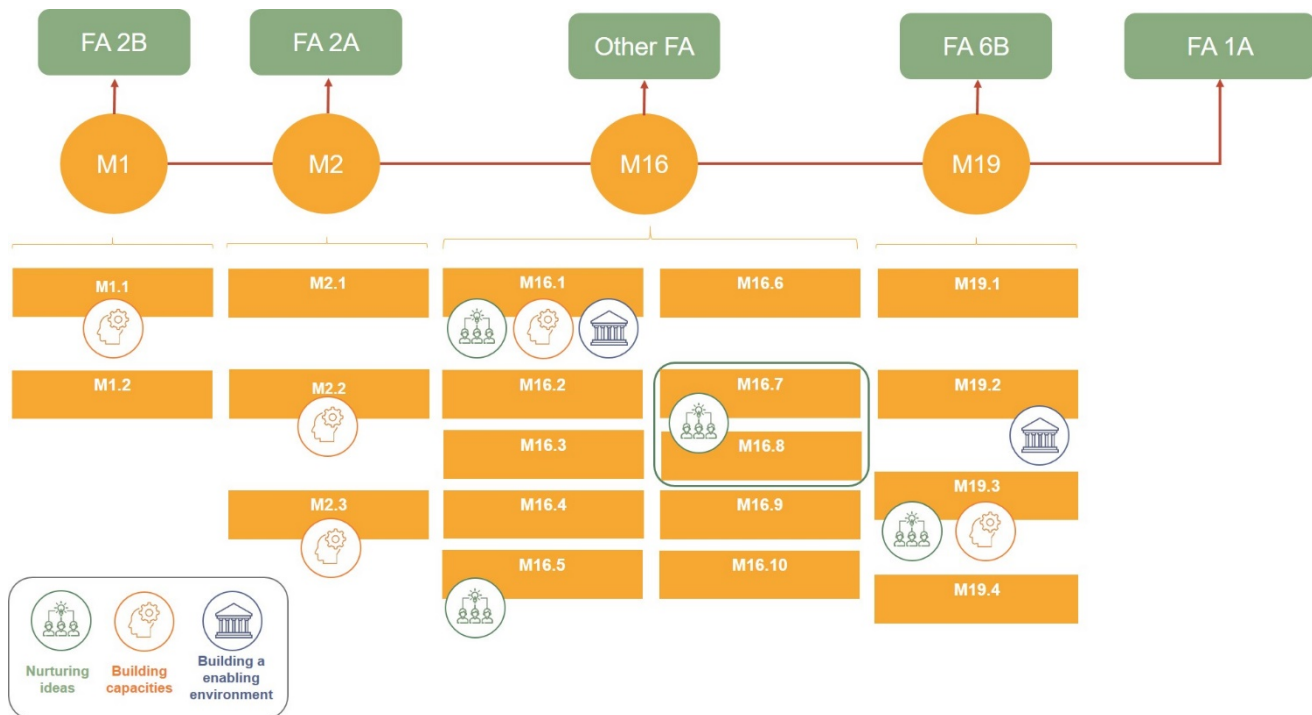 FA 2B
FA 2A
Other FA
FA 6B
FA 1A
M1
M2
M16
M19
M1.1
M2.1
M16.1
M16.6
M19.1
M1.2
M2.2
M16.2
M16.7
M19.2
M16.3
M16.8
M2.3
M16.4
M16.9
M19.3
M16.5
M16.10
M19.4
Nurturing
ideas
Building
capacities
Building a
enabling
environment